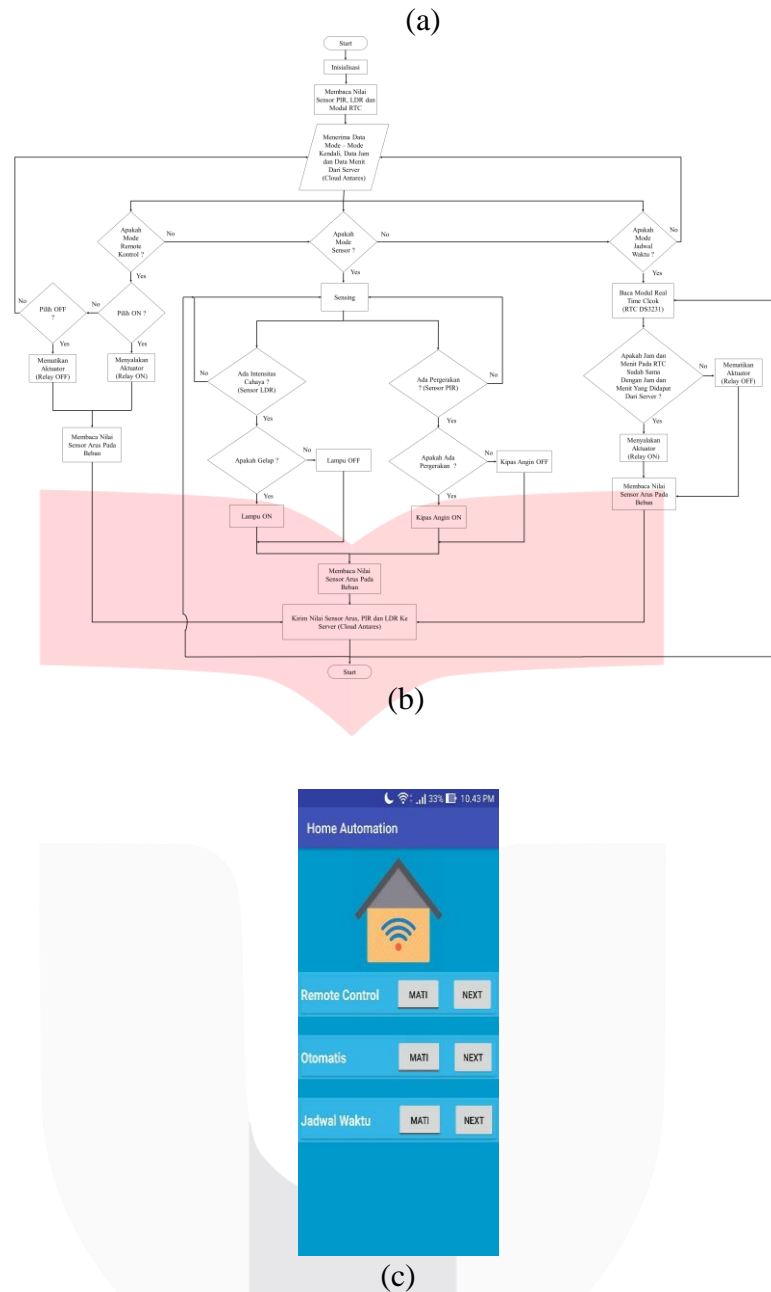 (a)
Start
Inisialisasi
Membaca Nilai
Sensor PIR, LDR dan
Modul RTC
Menerima Data
Mode – Mode
Kendali, Data Jam
dan Data Menit
Dari Server
(Cloud Antares)
Apakah
Mode
Remote
Kontrol ?
No
Yes
Apakah
Mode
Sensor ?
No
Yes
Apakah
Mode
Jadwal
Waktu ?
No
Yes
Pilih OFF
?
No
Yes
Pilih ON ?
No
Yes
Mematikan
Aktuator
(Relay OFF)
Menyalakan
Aktuator
(Relay ON)
Membaca Nilai
Sensor Arus Pada
Beban
Sensing
Ada Intensitas
Cahaya ?
(Sensor LDR)
No
Yes
Ada Pergerakan
? (Sensor PIR)
No
Yes
Apakah Gelap ?
No
Yes
Lampu OFF
Lampu ON
Apakah Ada
Pergerakan ?
No
Yes
Kipas Angin OFF
Kipas Angin ON
Membaca Nilai
Sensor Arus Pada
Beban
Baca Modul Real
Time Clcok
(RTC DS3231)
Apakah Jam dan
Menit Pada RTC
Sudah Sama
Dengan Jam dan
Menit Yang Didapat
Dari Server ?
No
Yes
Mematikan
Aktuator
(Relay OFF)
Menyalakan
Aktuator
(Relay ON)
Membaca Nilai
Sensor Arus Pada
Beban
Kirim Nilai Sensor Arus, PIR dan LDR Ke
Server (Cloud Antares)
Start
(b)
33% 10.43 PM
Home Automation
Remote Control MATI NEXT
Otomatis MATI NEXT
Jadwal Waktu MATI NEXT
(c)